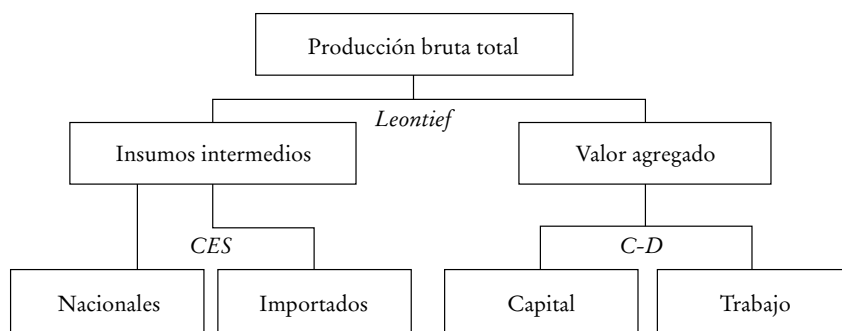 Producción bruta total
Leontief
Insumos intermedios
Valor agregado
CES
C-D
Nacionales
Importados
Capital
Trabajo